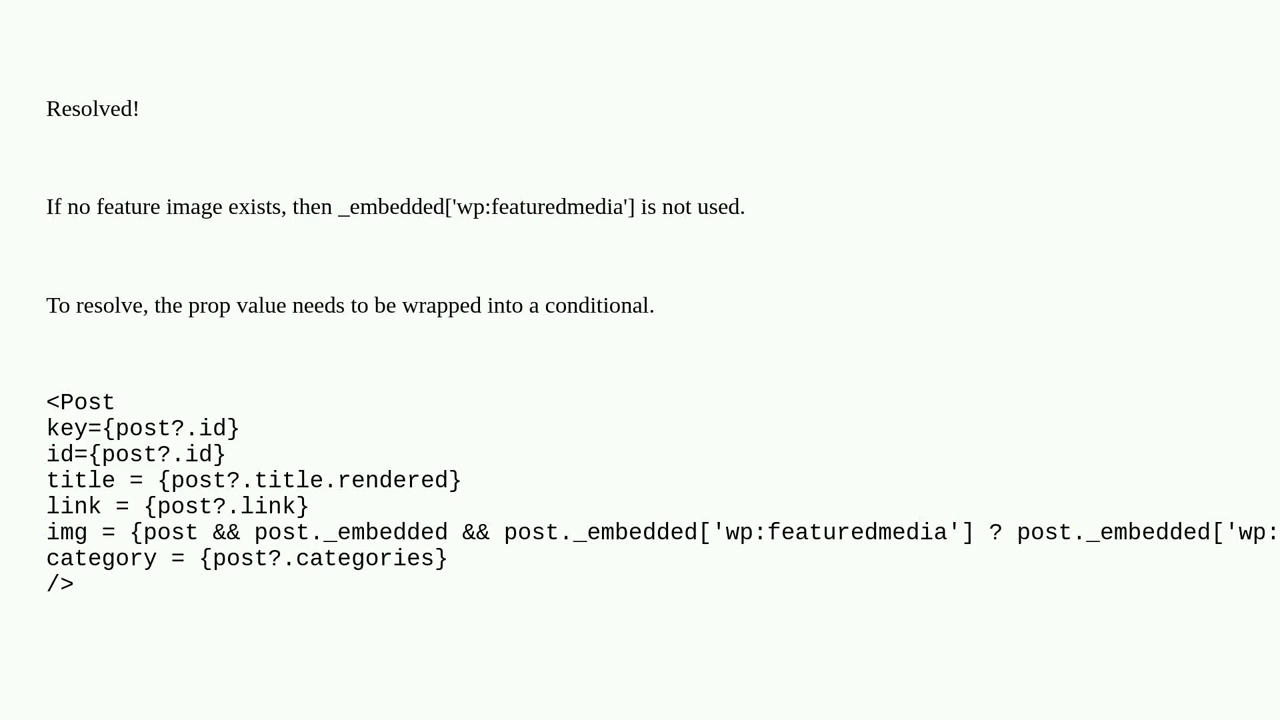 Resolved!
If no feature image exists, then _embedded['wp:featuredmedia'] is not used.
To resolve, the prop value needs to be wrapped into a conditional.
<Post
key={post?.id}
id={post?.id}
title = {post?.title.rendered}
link = {post?.link}
img = {post && post._embedded && post._embedded['wp:featuredmedia'] ? post._embedded['wp:
category = {post?.categories}
/>